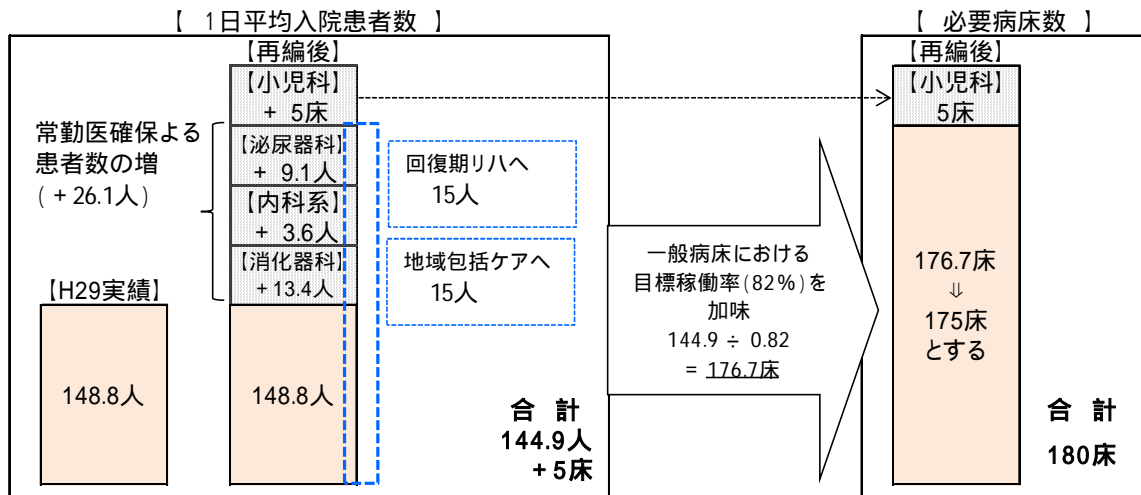 【 1日平均入院患者数 】
【再編後】
【小児科】
+ 5床
常勤医確保よる
患者数の増
( + 26.1人)
【泌尿器科】
+ 9.1人
【内科系】
+ 3.6人
【消化器科】
+13.4人
回復期リハへ
15人
地域包括ケアへ
15人
【H29実績】
148.8人
148.8人
合 計
144.9人
+ 5床
一般病床における
目標稼働率(82%)を
加味
144.9 ÷ 0.82
= 176.7床
【 必要病床数 】
【再編後】
【小児科】
5床
176.7床
⇓
175床
とする
合 計
180床